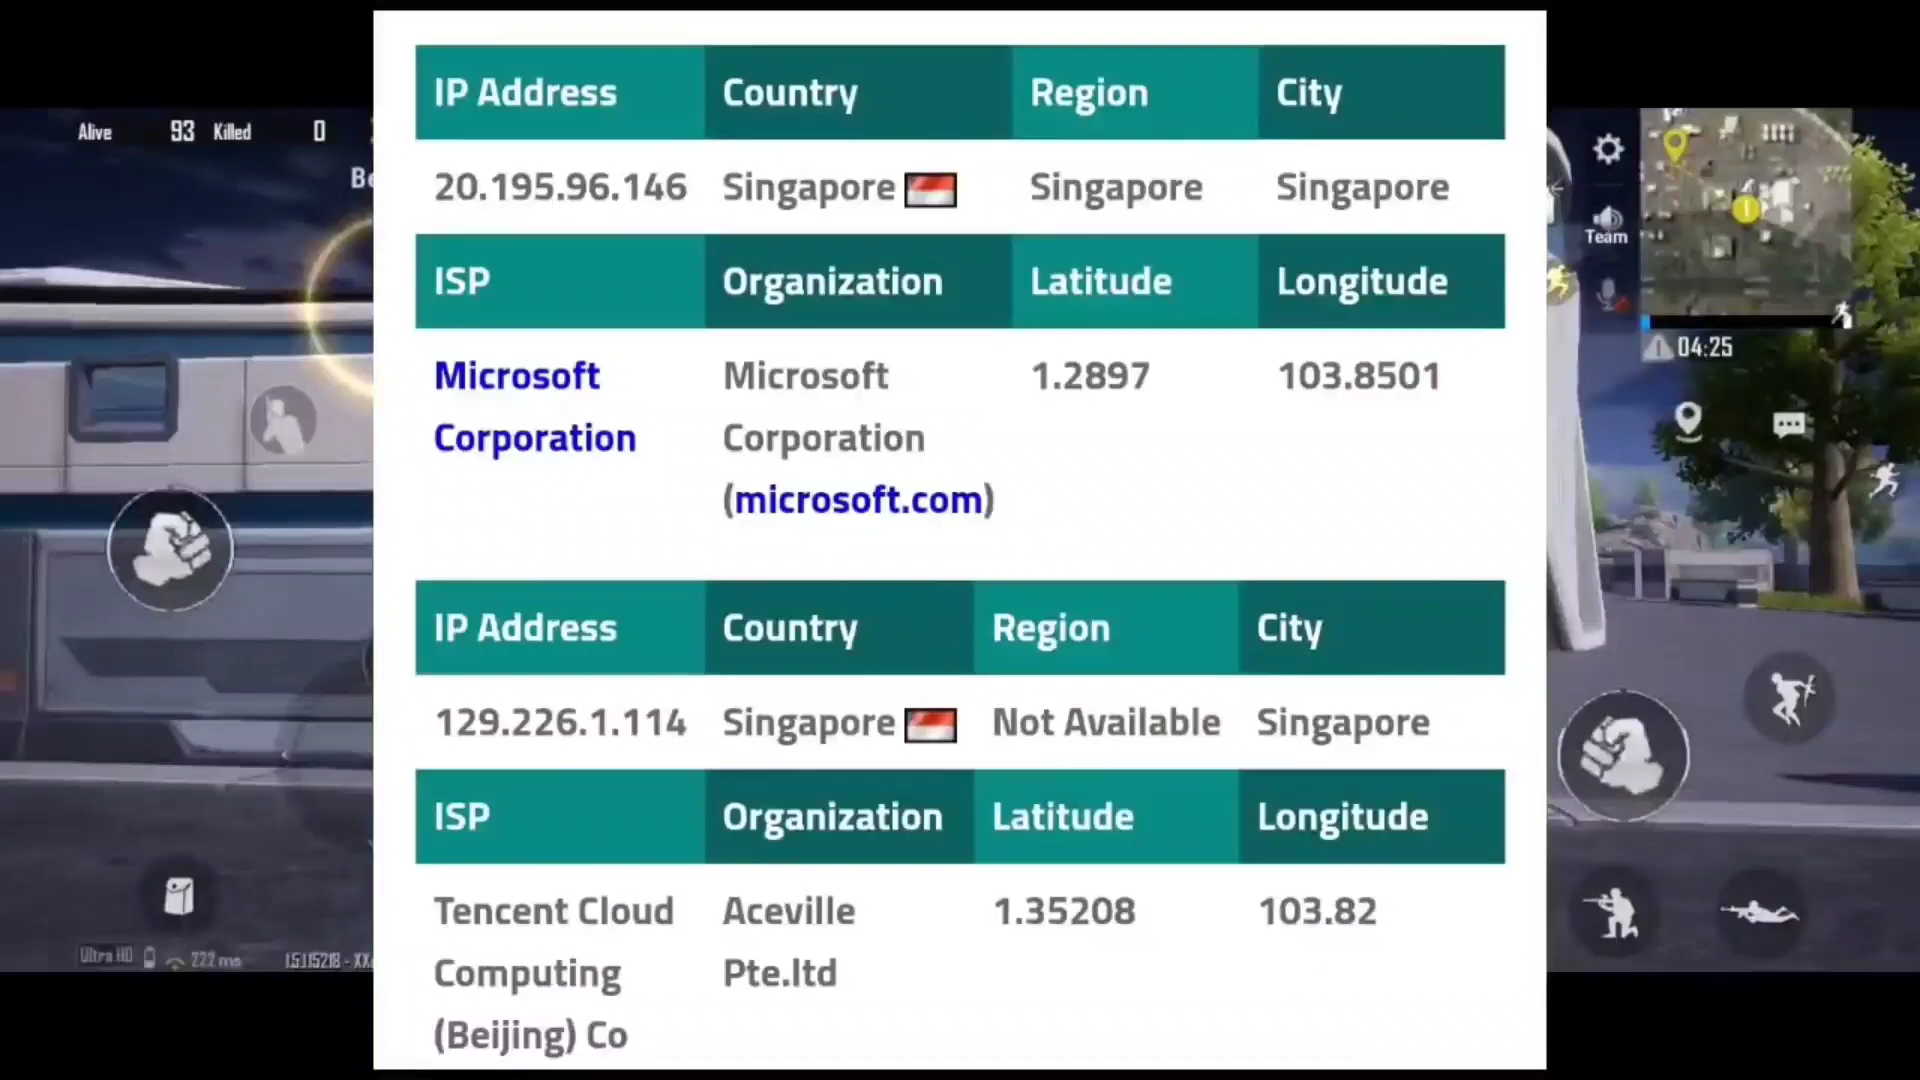 IP Address Country Region City
20.195.96.146 Singapore Singapore Singapore
ISP Organization Latitude Longitude
Microsoft Microsoft 1.2897 103.8501
Corporation Corporation
(microsoft.com)
IP Address Country Region City
129.226.1.114 Singapore Not Available Singapore
ISP Organization Latitude Longitude
Tencent Cloud Aceville 1.35208 103.82
Computing Pte.ltd
(Beijing) Co
Alive 93 Killed 0
Team
04:25
Ultra HD 222 ms